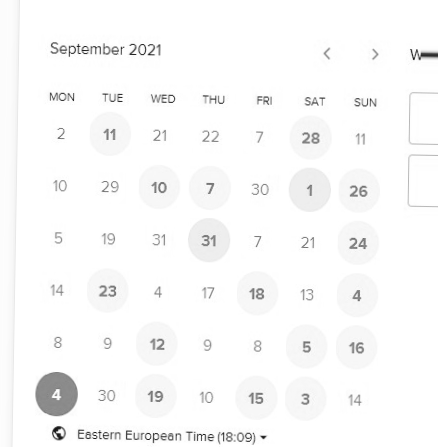 September 2021 < >
W
MON TUE WED THU FRI SAT SUN
2 11 21 22 7 28 11
10 29 10 7 30 1 26
5 19 31 31 7 21 24
14 23 4 17 18 13 4
8 9 12 9 8 5 16
4 30 19 10 15 3 14
Eastern European Time (18:09)